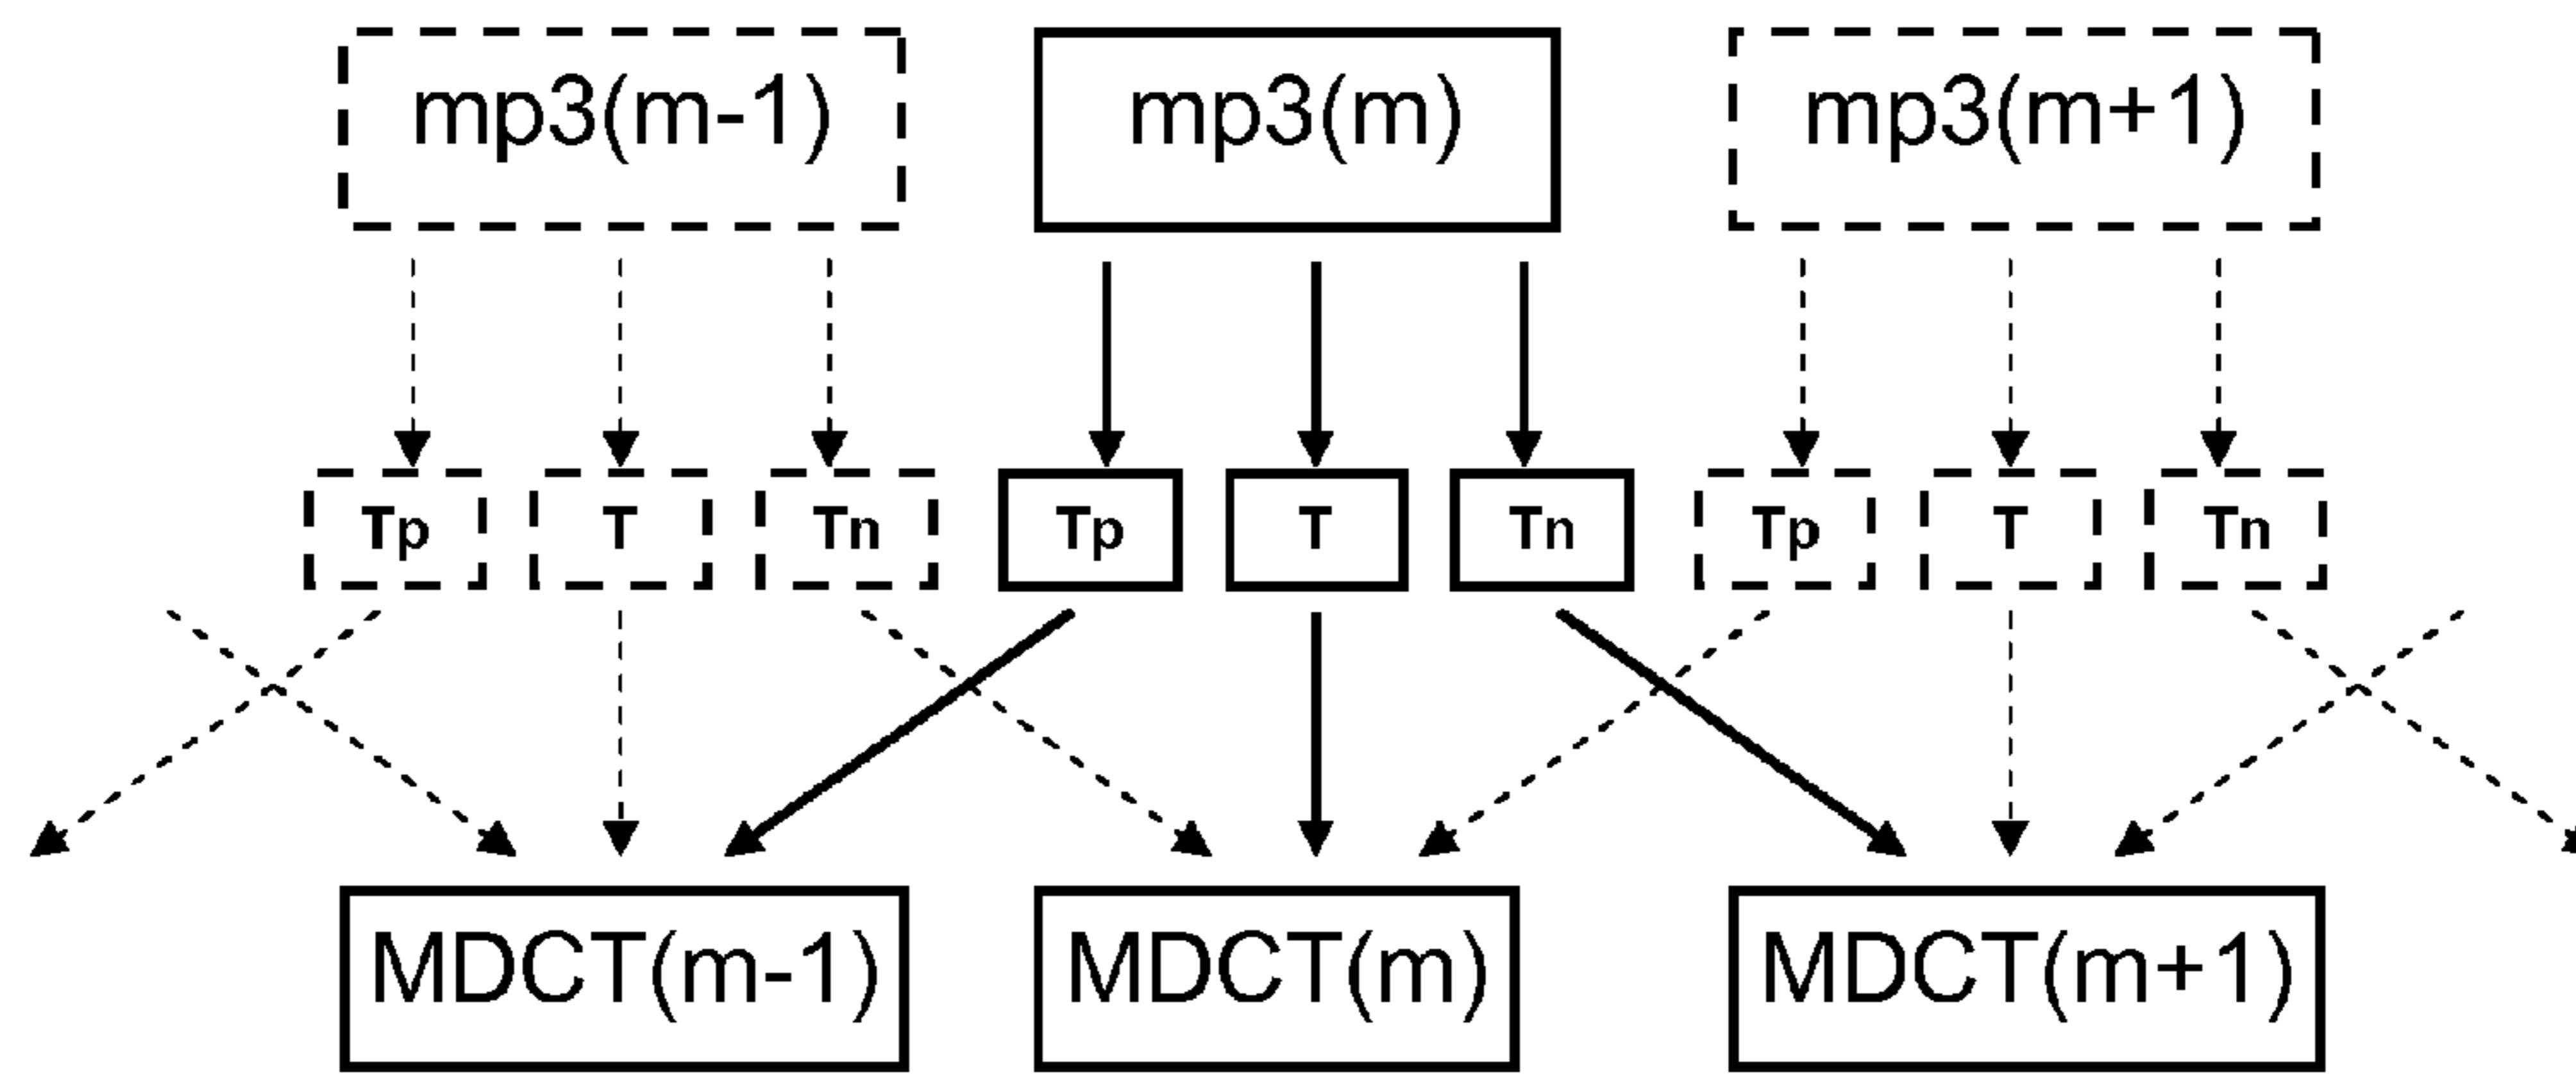 mp3(m-1) mp3(m) mp3(m+1)
Tp T Tn Tp T Tn Tp T Tn
MDCT(m-1) MDCT(m) MDCT(m+1)